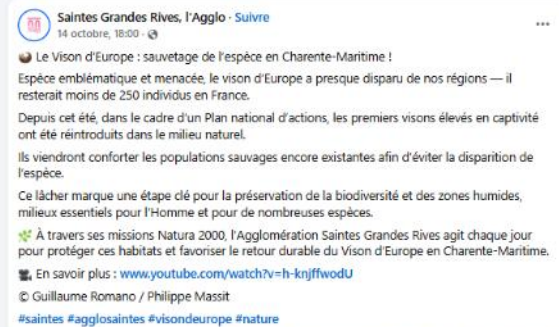 Saintes Grandes Rives, l'Agglo · Suivre
14 octobre, 18:00 ·
Le Vison d'Europe : sauvetage de l'espèce en Charente-Maritime !
Espèce emblématique et menacée, le vison d'Europe a presque disparu de nos régions — il
resterait moins de 250 individus en France.
Depuis cet été, dans le cadre d'un Plan national d'actions, les premiers visons élevés en captivité
ont été réintroduits dans le milieu naturel.
Ils viendront conforter les populations sauvages encore existantes afin d'éviter la disparition de
l'espèce.
Ce lâcher marque une étape clé pour la préservation de la biodiversité et des zones humides,
milieux essentiels pour l'Homme et pour de nombreuses espèces.
🌿 À travers ses missions Natura 2000, l'Agglomération Saintes Grandes Rives agit chaque jour
pour protéger ces habitats et favoriser le retour durable du Vison d'Europe en Charente-Maritime.
🎥 En savoir plus : www.youtube.com/watch?v=h-knjffwodU
© Guillaume Romano / Philippe Massit
#saintes #agglosaintes #visondeurope #nature